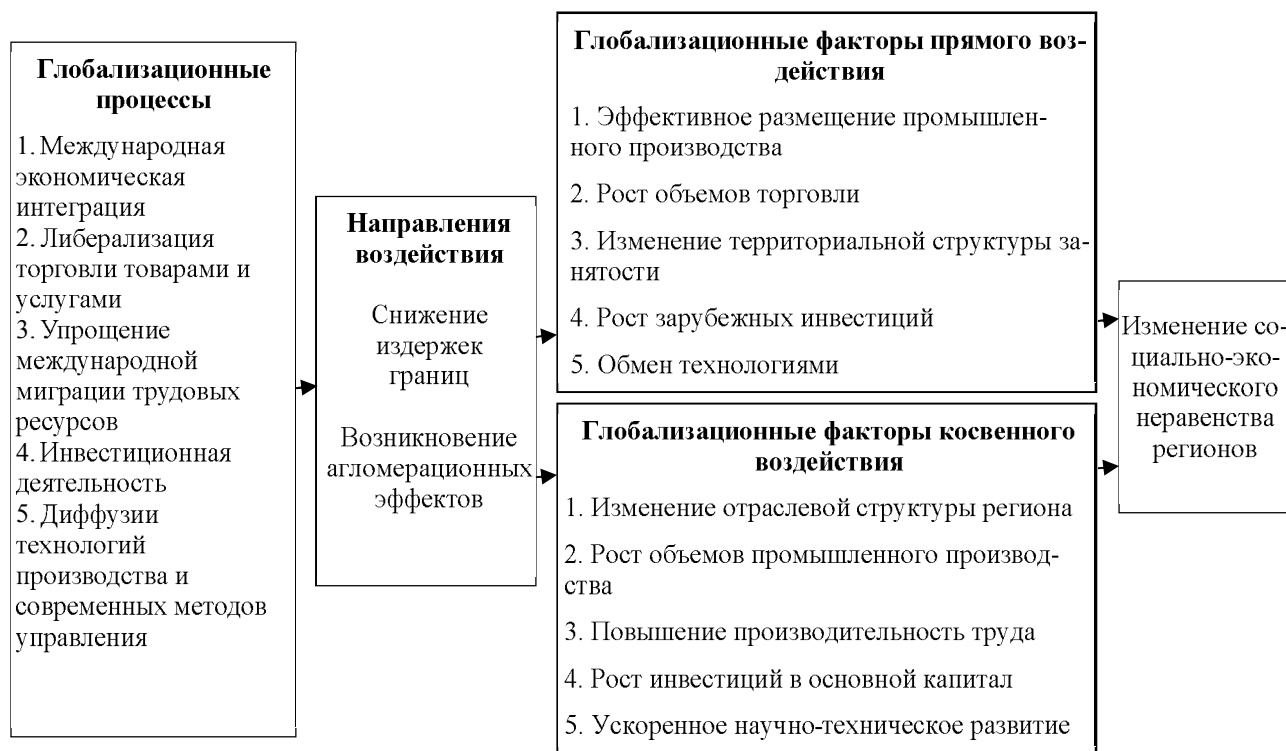 Глобализационные
процессы
1. Международная
экономическая
интеграция
2. Либерализация
торговли товарами и
услугами
3. Упрощение
международной
миграции трудовых
ресурсов
4. Инвестиционная
деятельность
5. Диффузии
технологий
производства и
современных методов
управления
Направления
воздействия
Снижение
издержек
границ
Возникновение
агломерационных
эффектов
Глобализационные факторы прямого воз-
действия
1. Эффективное размещение промышлен-
ного производства
2. Рост объемов торговли
3. Изменение территориальной структуры за-
нятости
4. Рост зарубежных инвестиций
5. Обмен технологиями
Глобализационные факторы косвенного
воздействия
1. Изменение отраслевой структуры региона
2. Рост объемов промышленного производ-
ства
3. Повышение производительность труда
4. Рост инвестиций в основной капитал
5. Ускоренное научно-техническое развитие
Изменение со-
циально-эко-
номического
неравенства
регионов